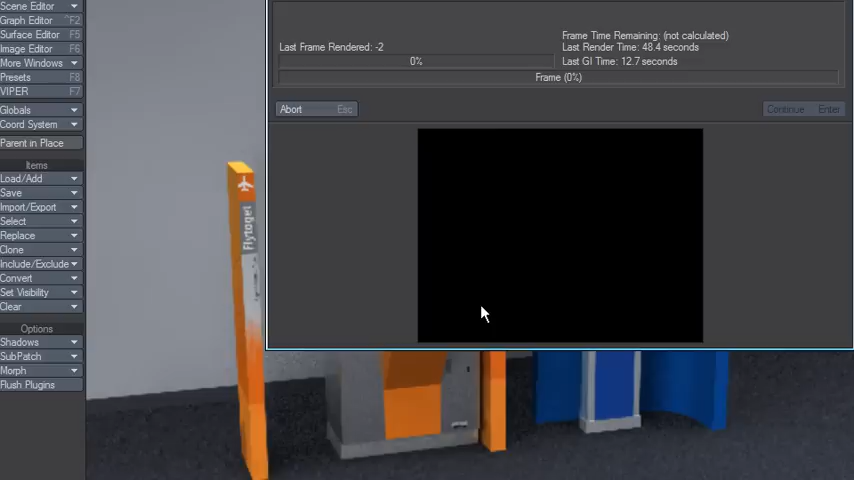 Scene Editor
Graph Editor ^F2
Surface Editor F5
Image Editor F6
More Windows
Presets F8
VIPER F7
Globals
Coord System
Parent in Place
Items
Load/Add
Save
Import/Export
Select
Replace
Clone
Include/Exclude
Convert
Set Visibility
Clear
Options
Shadows
SubPatch
Morph
Flush Plugins
Last Frame Rendered: -2
0%
Frame Time Remaining: (not calculated)
Last Render Time: 48.4 seconds
Last GI Time: 12.7 seconds
Frame (0%)
Abort Esc
Continue Enter
Flytoget